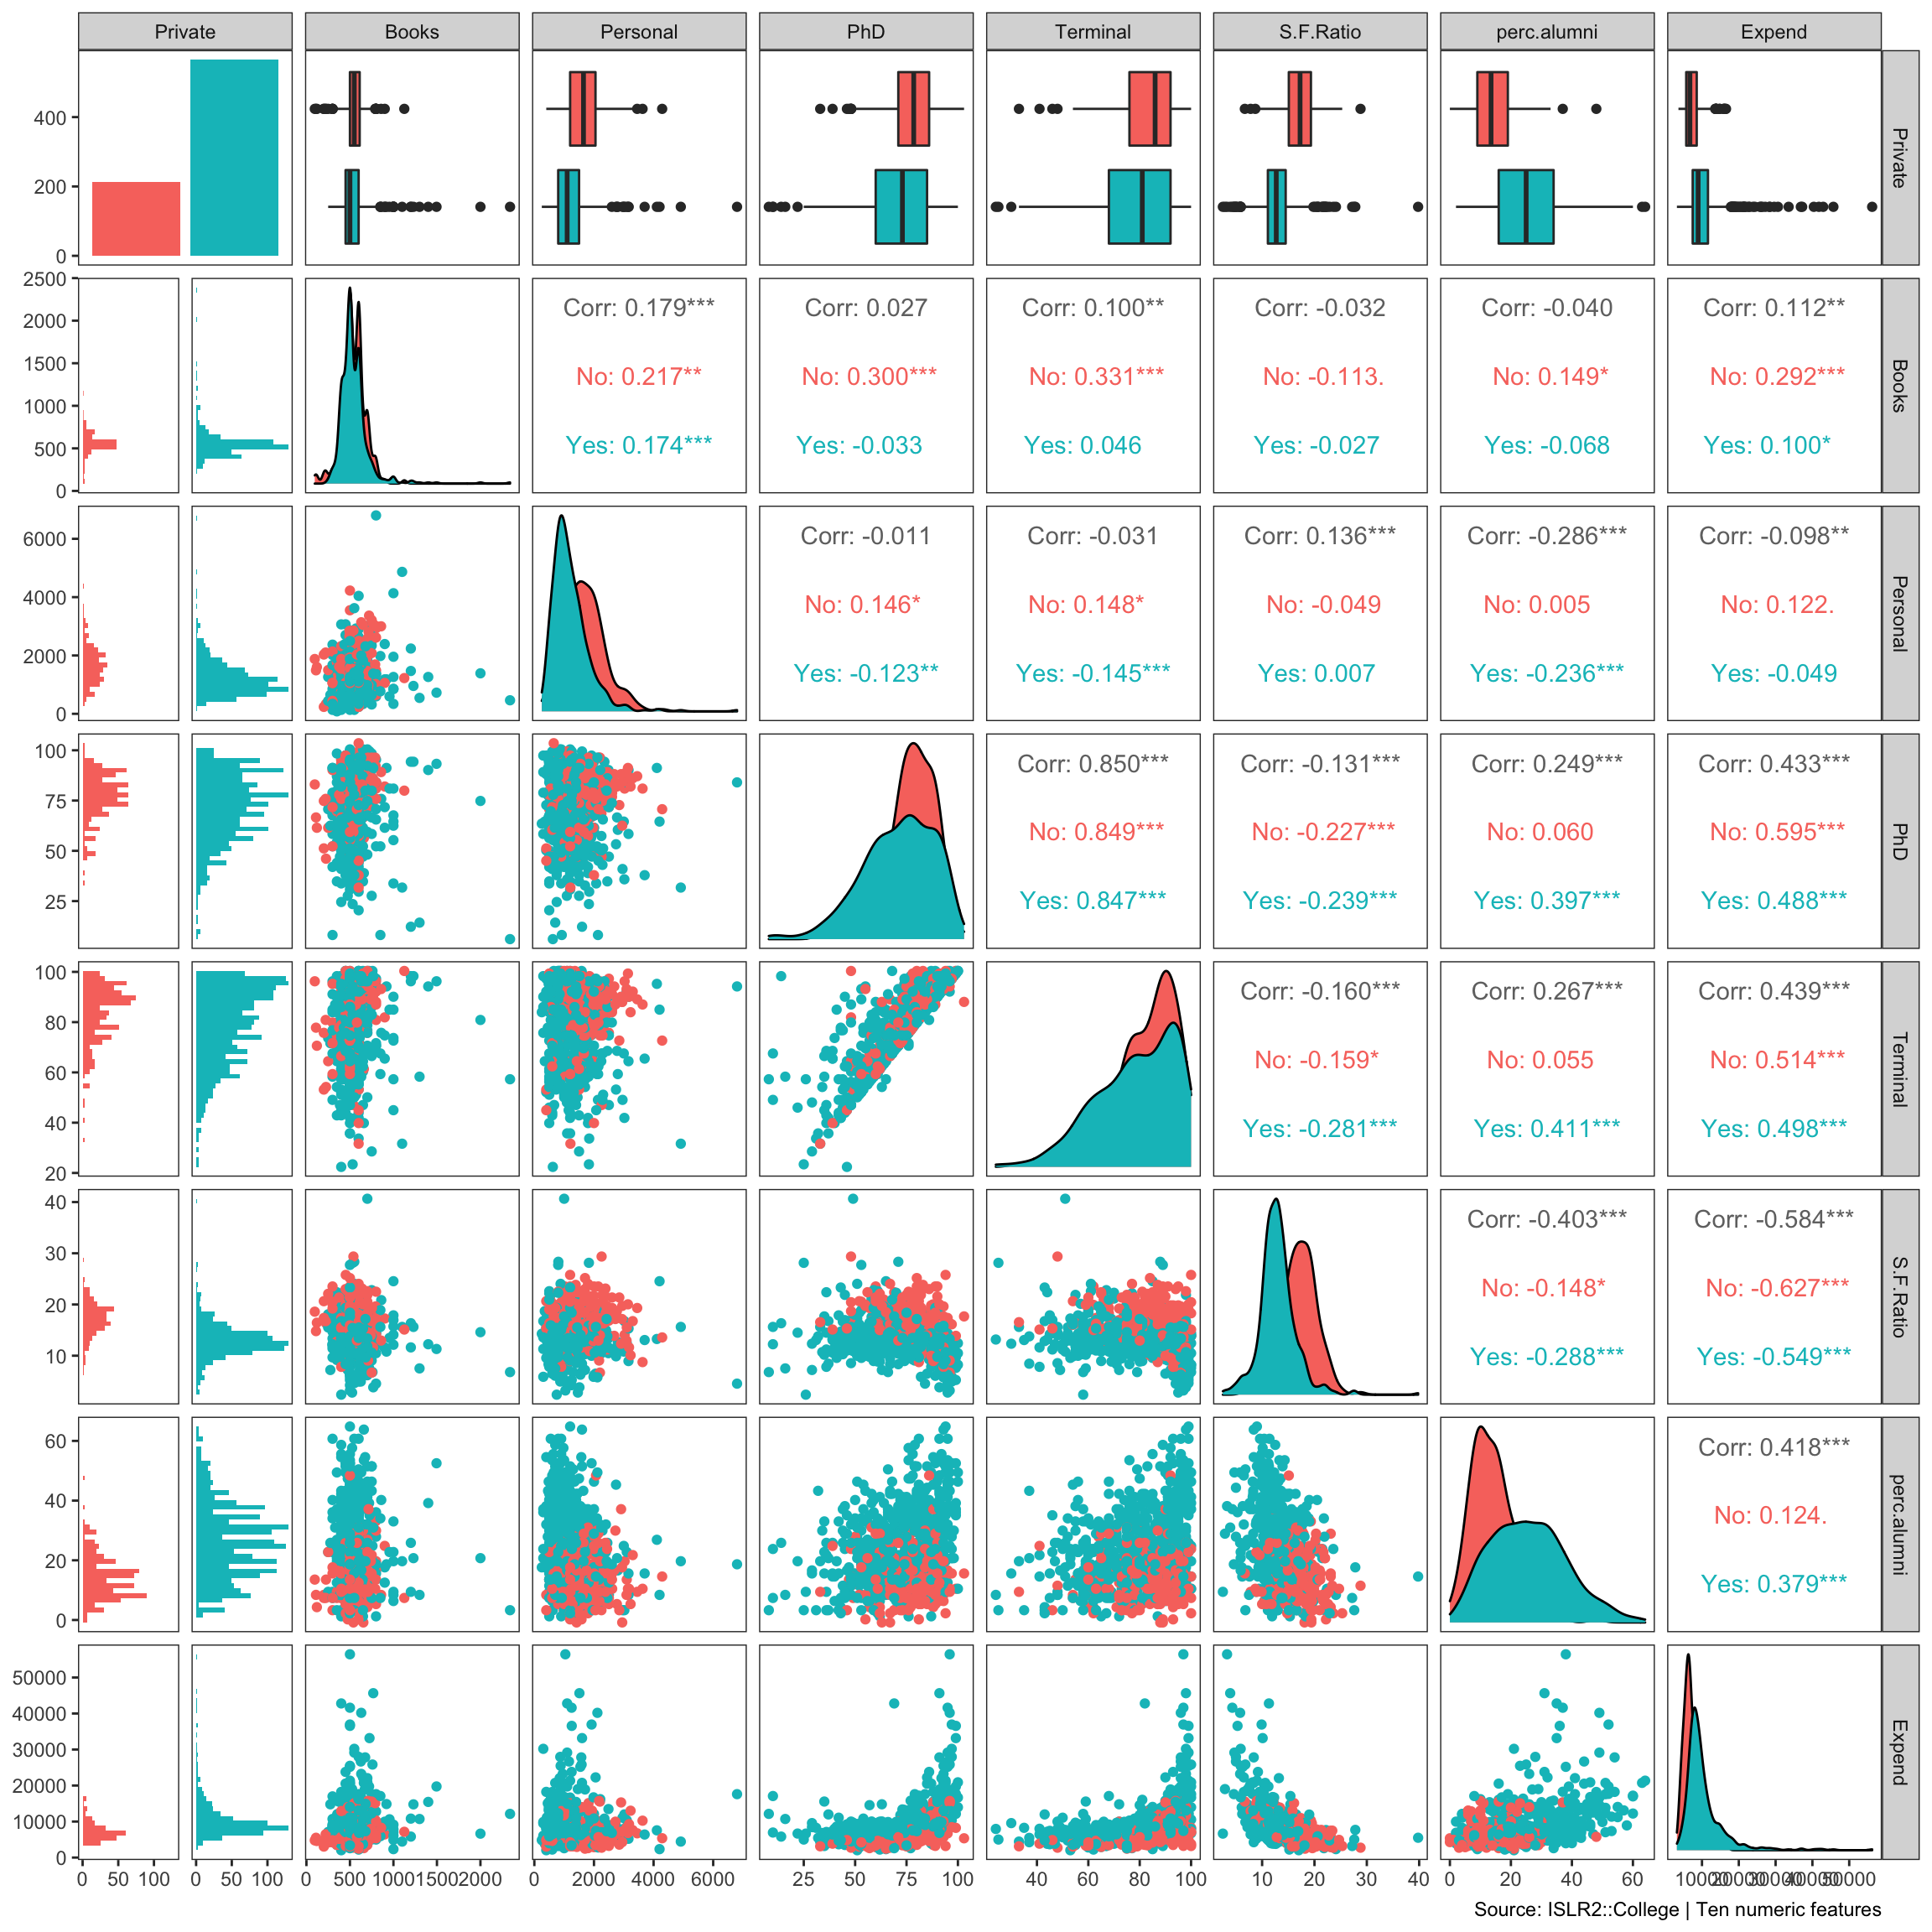 Private Books Personal PhD Terminal S.F.Ratio perc.alumni Expend
400
200
0
Private
2500
2000
1500
1000
500
0
Corr: 0.179*** Corr: 0.027 Corr: 0.100** Corr: -0.032 Corr: -0.040 Corr: 0.112**
No: 0.217** No: 0.300*** No: 0.331*** No: -0.113. No: 0.149* No: 0.292***
Yes: 0.174*** Yes: -0.033 Yes: 0.046 Yes: -0.027 Yes: -0.068 Yes: 0.100*
Books
6000
4000
2000
0
Corr: -0.011 Corr: -0.031 Corr: 0.136*** Corr: -0.286*** Corr: -0.098**
No: 0.146* No: 0.148* No: -0.049 No: 0.005 No: 0.122.
Yes: -0.123** Yes: -0.145*** Yes: 0.007 Yes: -0.236*** Yes: -0.049
Personal
100
75
50
25
Corr: 0.850*** Corr: -0.131*** Corr: 0.249*** Corr: 0.433***
No: 0.849*** No: -0.227*** No: 0.060 No: 0.595***
Yes: 0.847*** Yes: -0.239*** Yes: 0.397*** Yes: 0.488***
PhD
100
80
60
40
20
Corr: -0.160*** Corr: 0.267*** Corr: 0.439***
No: -0.159* No: 0.055 No: 0.514***
Yes: -0.281*** Yes: 0.411*** Yes: 0.498***
Terminal
40
30
20
10
Corr: -0.403*** Corr: -0.584***
No: -0.148* No: -0.627***
Yes: -0.288*** Yes: -0.549***
S.F.Ratio
60
40
20
0
Corr: 0.418***
No: 0.124.
Yes: 0.379***
perc.alumni
50000
40000
30000
20000
10000
0
Expend
0 50 100 0 50 100 0 500 1000 1500 2000 0 2000 4000 6000 25 50 75 100 40 60 80 100 10 20 30 40 0 20 40 60 10000 20000 30000 40000 50000
Source: ISLR2::College | Ten numeric features